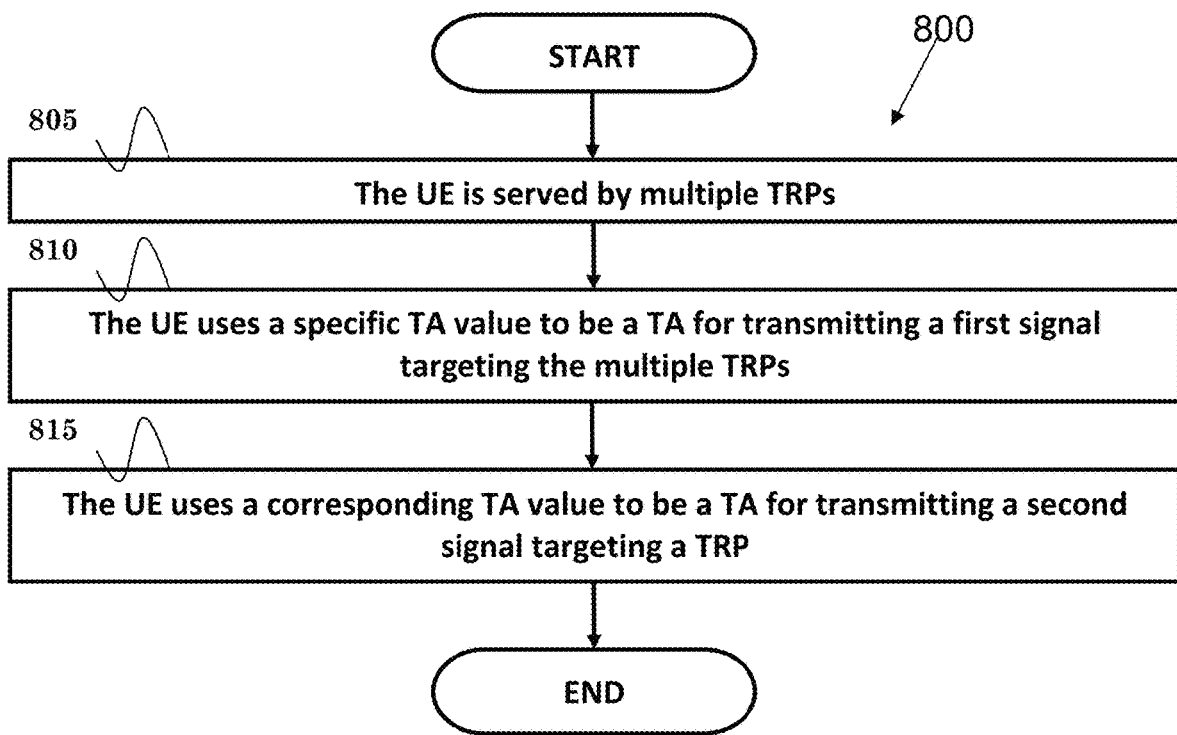 800
START
805
The UE is served by multiple TRPs
810
The UE uses a specific TA value to be a TA for transmitting a first signal
targeting the multiple TRPs
815
The UE uses a corresponding TA value to be a TA for transmitting a second
signal targeting a TRP
END